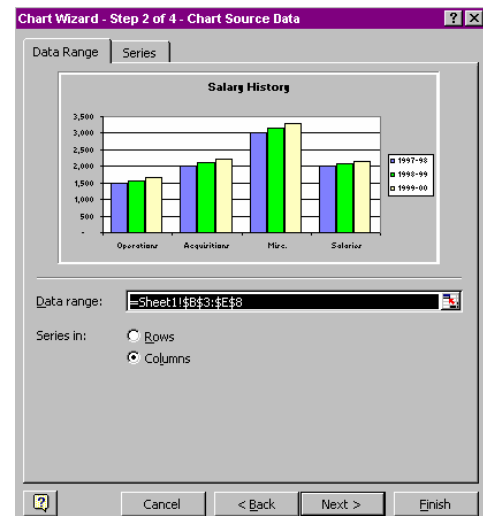 Chart Wizard - Step 2 of 4 - Chart Source Data ? X
Data Range Series
Salary History
3,500
3,000
2,500
2,000
1,500
1,000
500
-
Operations Acquisitions Misc. Salaries
1997-98
1998-99
1999-00
Data range: =Sheet1!$B$3:$E$8
Series in: Rows
Columns
? Cancel < Back Next > Finish